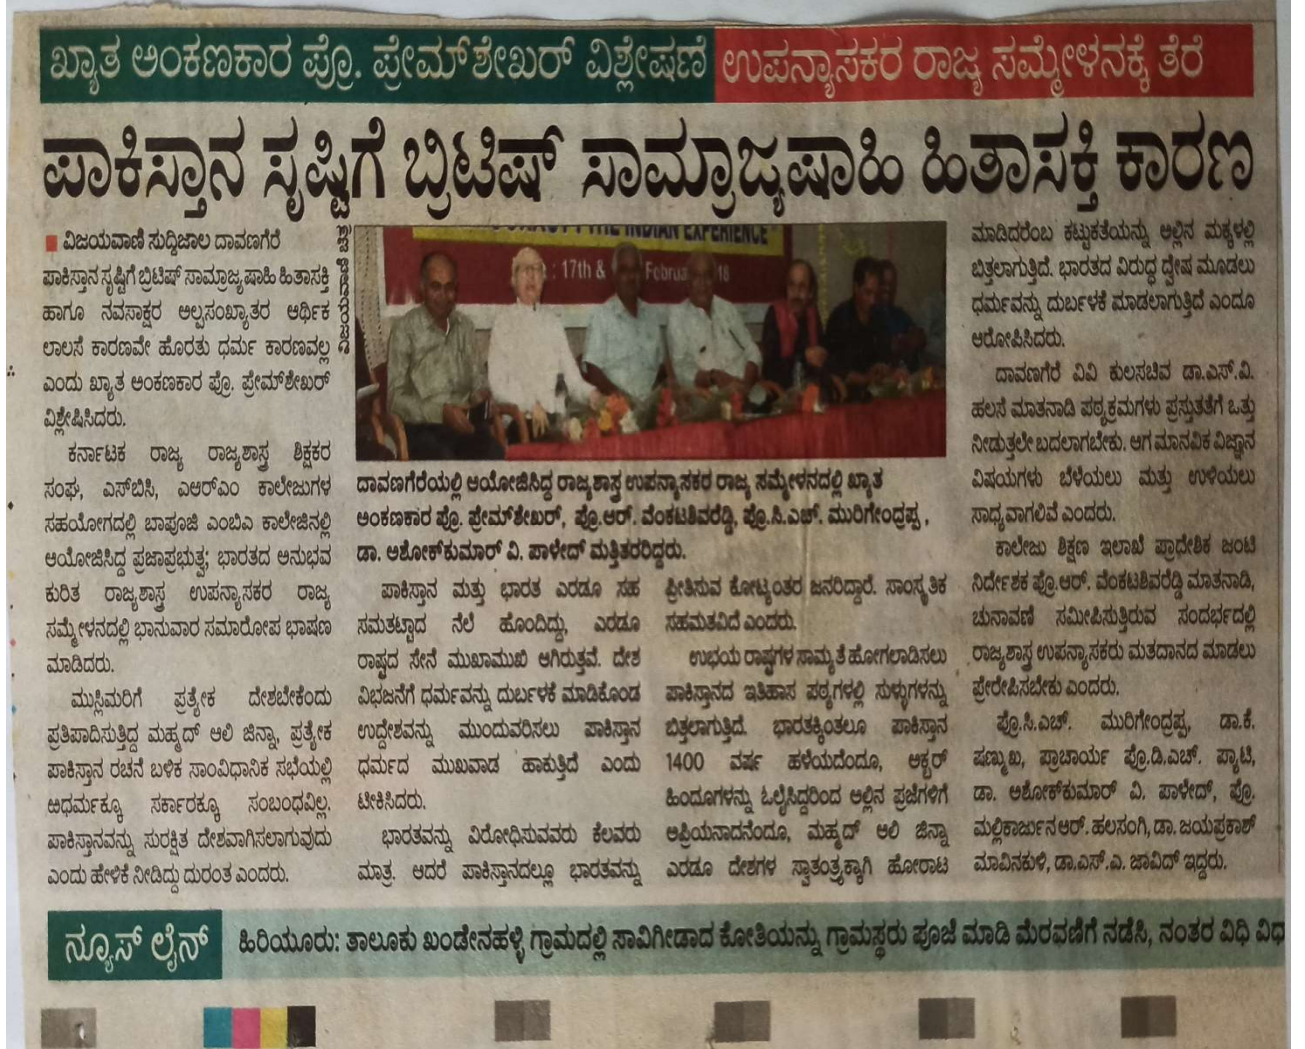 ಖ್ಯಾತ ಅಂಕಣಕಾರ ಪ್ರೊ. ಪ್ರೇಮ್‌ಶೇಖರ್ ವಿಶ್ಲೇಷಣೆ
ಉಪನ್ಯಾಸಕರ ರಾಜ್ಯ ಸಮ್ಮೇಳನಕ್ಕೆ ತೆರೆ
ಪಾಕಿಸ್ತಾನ ಸೃಷ್ಟಿಗೆ ಬ್ರಿಟಿಷ್ ಸಾಮ್ರಾಜ್ಯಷಾಹಿ ಹಿತಾಸಕ್ತಿ ಕಾರಣ
ವಿಜಯವಾಣಿ ಸುದ್ದಿಜಾಲ ದಾವಣಗೆರೆ
ಪಾಕಿಸ್ತಾನ ಸೃಷ್ಠಿಗೆ ಬ್ರಿಟಿಷ್ ಸಾಮ್ರಾಜ್ಯಷಾಹಿ ಹಿತಾಸಕ್ತಿ
ಹಾಗೂ ನವಸಾಕ್ಷರ ಅಲ್ಪಸಂಖ್ಯಾತರ ಆರ್ಥಿಕ
ಲಾಲಸೆ ಕಾರಣವೇ ಹೊರತು ಧರ್ಮ ಕಾರಣವಲ್ಲ
ಎಂದು ಖ್ಯಾತ ಅಂಕಣಕಾರ ಪ್ರೊ. ಪ್ರೇಮ್‌ಶೇಖರ್
ವಿಶ್ಲೇಷಿಸಿದರು.
ಕರ್ನಾಟಕ ರಾಜ್ಯ ರಾಜ್ಯಶಾಸ್ತ್ರ ಶಿಕ್ಷಕರ
ಸಂಘ, ಎಸ್‌ಬಿಸಿ, ಎಆರ್‌ಎಂ ಕಾಲೇಜುಗಳ
ಸಹಯೋಗದಲ್ಲಿ ಬಾಪೂಜಿ ಎಂಬಿಎ ಕಾಲೇಜಿನಲ್ಲಿ
ಆಯೋಜಿಸಿದ್ದ ಪ್ರಜಾಪ್ರಭುತ್ವ; ಭಾರತದ ಅನುಭವ
ಕುರಿತ ರಾಜ್ಯಶಾಸ್ತ್ರ ಉಪನ್ಯಾಸಕರ ರಾಜ್ಯ
ಸಮ್ಮೇಳನದಲ್ಲಿ ಭಾನುವಾರ ಸಮಾರೋಪ ಭಾಷಣ
ಮಾಡಿದರು.
ಮುಸ್ಲಿಮರಿಗೆ ಪ್ರತ್ಯೇಕ ದೇಶಬೇಕೆಂದು
ಪ್ರತಿಪಾದಿಸುತ್ತಿದ್ದ ಮಹ್ಮದ್ ಆಲಿ ಜಿನ್ನಾ, ಪ್ರತ್ಯೇಕ
ಪಾಕಿಸ್ತಾನ ರಚನೆ ಬಳಿಕ ಸಾಂವಿಧಾನಿಕ ಸಭೆಯಲ್ಲಿ
ಱಧರ್ಮಕ್ಕೂ ಸರ್ಕಾರಕ್ಕೂ ಸಂಬಂಧವಿಲ್ಲ.
ಪಾಕಿಸ್ತಾನವನ್ನು ಸುರಕ್ಷಿತ ದೇಶವಾಗಿಸಲಾಗುವುದು
ಎಂದು ಹೇಳಿಕೆ ನೀಡಿದ್ದು ದುರಂತ ಎಂದರು.
THE INDIAN EXPERIENCE"
: 17th &
ವಿಜಯವಾಣಿ ಚಿತ್ರ
ದಾವಣಗೆರೆಯಲ್ಲಿ ಆಯೋಜಿಸಿದ್ದ ರಾಜ್ಯಶಾಸ್ತ್ರ ಉಪನ್ಯಾಸಕರ ರಾಜ್ಯ ಸಮ್ಮೇಳನದಲ್ಲಿ ಖ್ಯಾತ
ಅಂಕಣಕಾರ ಪ್ರೊ. ಪ್ರೇಮ್‌ಶೇಖರ್, ಪ್ರೊ.ಆರ್. ವೆಂಕಟಶಿವರೆಡ್ಡಿ, ಪ್ರೊ.ಸಿ.ಎಚ್. ಮುರಿಗೇಂದ್ರಪ್ಪ ,
ಡಾ. ಅಶೋಕ್‌ಕುಮಾರ್ ವಿ. ಪಾಳೇದ್ ಮತ್ತಿತರರಿದ್ದರು.
ಪಾಕಿಸ್ತಾನ ಮತ್ತು ಭಾರತ ಎರಡೂ ಸಹ
ಸಮತಟ್ಟಾದ ನೆಲೆ ಹೊಂದಿದ್ದು, ಎರಡೂ
ರಾಷ್ಟ್ರದ ಸೇನೆ ಮುಖಾಮುಖಿ ಆಗಿರುತ್ತವೆ. ದೇಶ
ವಿಭಜನೆಗೆ ಧರ್ಮವನ್ನು ದುರ್ಬಳಕೆ ಮಾಡಿಕೊಂಡ
ಉದ್ದೇಶವನ್ನು ಮುಂದುವರಿಸಲು ಪಾಕಿಸ್ತಾನ
ಧರ್ಮದ ಮುಖವಾಡ ಹಾಕುತ್ತಿದೆ ಎಂದು
ಟೀಕಿಸಿದರು.
ಭಾರತವನ್ನು ವಿರೋಧಿಸುವವರು ಕೆಲವರು
ಮಾತ್ರ. ಆದರೆ ಪಾಕಿಸ್ತಾನದಲ್ಲೂ ಭಾರತವನ್ನು
ಪ್ರೀತಿಸುವ ಕೋಟ್ಯಂತರ ಜನರಿದ್ದಾರೆ. ಸಾಂಸ್ಕೃತಿಕ
ಸಹಮತವಿದೆ ಎಂದರು.
ಉಭಯ ರಾಷ್ಟ್ರಗಳ ಸಾಮ್ಯತೆ ಹೋಗಲಾಡಿಸಲು
ಪಾಕಿಸ್ತಾನದ ಇತಿಹಾಸ ಪಠ್ಯಗಳಲ್ಲಿ ಸುಳ್ಳುಗಳನ್ನು
ಬಿತ್ತಲಾಗುತ್ತಿದೆ. ಭಾರತಕ್ಕಿಂತಲೂ ಪಾಕಿಸ್ತಾನ
1400 ವರ್ಷ ಹಳೆಯದೆಂದೂ, ಅಕ್ಬರ್
ಹಿಂದೂಗಳನ್ನು ಓಲೈಸಿದ್ದರಿಂದ ಅಲ್ಲಿನ ಪ್ರಜೆಗಳಿಗೆ
ಅಪ್ರಿಯನಾದನೆಂದೂ, ಮಹ್ಮದ್ ಆಲಿ ಜಿನ್ನಾ
ಎರಡೂ ದೇಶಗಳ ಸ್ವಾತಂತ್ರ್ಯಕ್ಕಾಗಿ ಹೋರಾಟ
ಮಾಡಿದರೆಂಬ ಕಟ್ಟುಕತೆಯನ್ನು ಅಲ್ಲಿನ ಮಕ್ಕಳಲ್ಲಿ
ಬಿತ್ತಲಾಗುತ್ತಿದೆ. ಭಾರತದ ವಿರುದ್ಧ ದ್ವೇಷ ಮೂಡಲು
ಧರ್ಮವನ್ನು ದುರ್ಬಳಕೆ ಮಾಡಲಾಗುತ್ತಿದೆ ಎಂದೂ
ಆರೋಪಿಸಿದರು.
ದಾವಣಗೆರೆ ವಿವಿ ಕುಲಸಚಿವ ಡಾ.ಎಸ್.ವಿ.
ಹಲಸೆ ಮಾತನಾಡಿ ಪಠ್ಯಕ್ರಮಗಳು ಪ್ರಸ್ತುತತೆಗೆ ಒತ್ತು
ನೀಡುತ್ತಲೇ ಬದಲಾಗಬೇಕು. ಆಗ ಮಾನವಿಕ ವಿಜ್ಞಾನ
ವಿಷಯಗಳು ಬೆಳೆಯಲು ಮತ್ತು ಉಳಿಯಲು
ಸಾಧ್ಯವಾಗಲಿವೆ ಎಂದರು.
ಕಾಲೇಜು ಶಿಕ್ಷಣ ಇಲಾಖೆ ಪ್ರಾದೇಶಿಕ ಜಂಟಿ
ನಿರ್ದೇಶಕ ಪ್ರೊ.ಆರ್. ವೆಂಕಟಶಿವರೆಡ್ಡಿ ಮಾತನಾಡಿ,
ಚುನಾವಣೆ ಸಮೀಪಿಸುತ್ತಿರುವ ಸಂದರ್ಭದಲ್ಲಿ
ರಾಜ್ಯಶಾಸ್ತ್ರ ಉಪನ್ಯಾಸಕರು ಮತದಾನದ ಮಾಡಲು
ಪ್ರೇರೇಪಿಸಬೇಕು ಎಂದರು.
ಪ್ರೊ.ಸಿ.ಎಚ್. ಮುರಿಗೇಂದ್ರಪ್ಪ, ಡಾ.ಕೆ.
ಷಣ್ಮುಖ, ಪ್ರಾಚಾರ್ಯ ಪ್ರೊ.ಡಿ.ಎಚ್. ಪ್ಯಾಟಿ,
ಡಾ. ಅಶೋಕ್‌ಕುಮಾರ್ ವಿ. ಪಾಳೇದ್, ಪ್ರೊ.
ಮಲ್ಲಿಕಾರ್ಜುನ ಆರ್. ಹಲಸಂಗಿ, ಡಾ. ಜಯಪ್ರಕಾಶ್
ಮಾವಿನಕುಳಿ, ಡಾ.ಎಸ್.ಎ. ಜಾವಿದ್ ಇದ್ದರು.
ನ್ಯೂಸ್ ಲೈನ್
ಹಿರಿಯೂರು: ತಾಲೂಕು ಖಂಡೇನಹಳ್ಳಿ ಗ್ರಾಮದಲ್ಲಿ ಸಾವಿಗೀಡಾದ ಕೋತಿಯನ್ನು ಗ್ರಾಮಸ್ಥರು ಪೂಜೆ ಮಾಡಿ ಮೆರವಣಿಗೆ ನಡೆಸಿ, ನಂತರ ವಿಧಿ